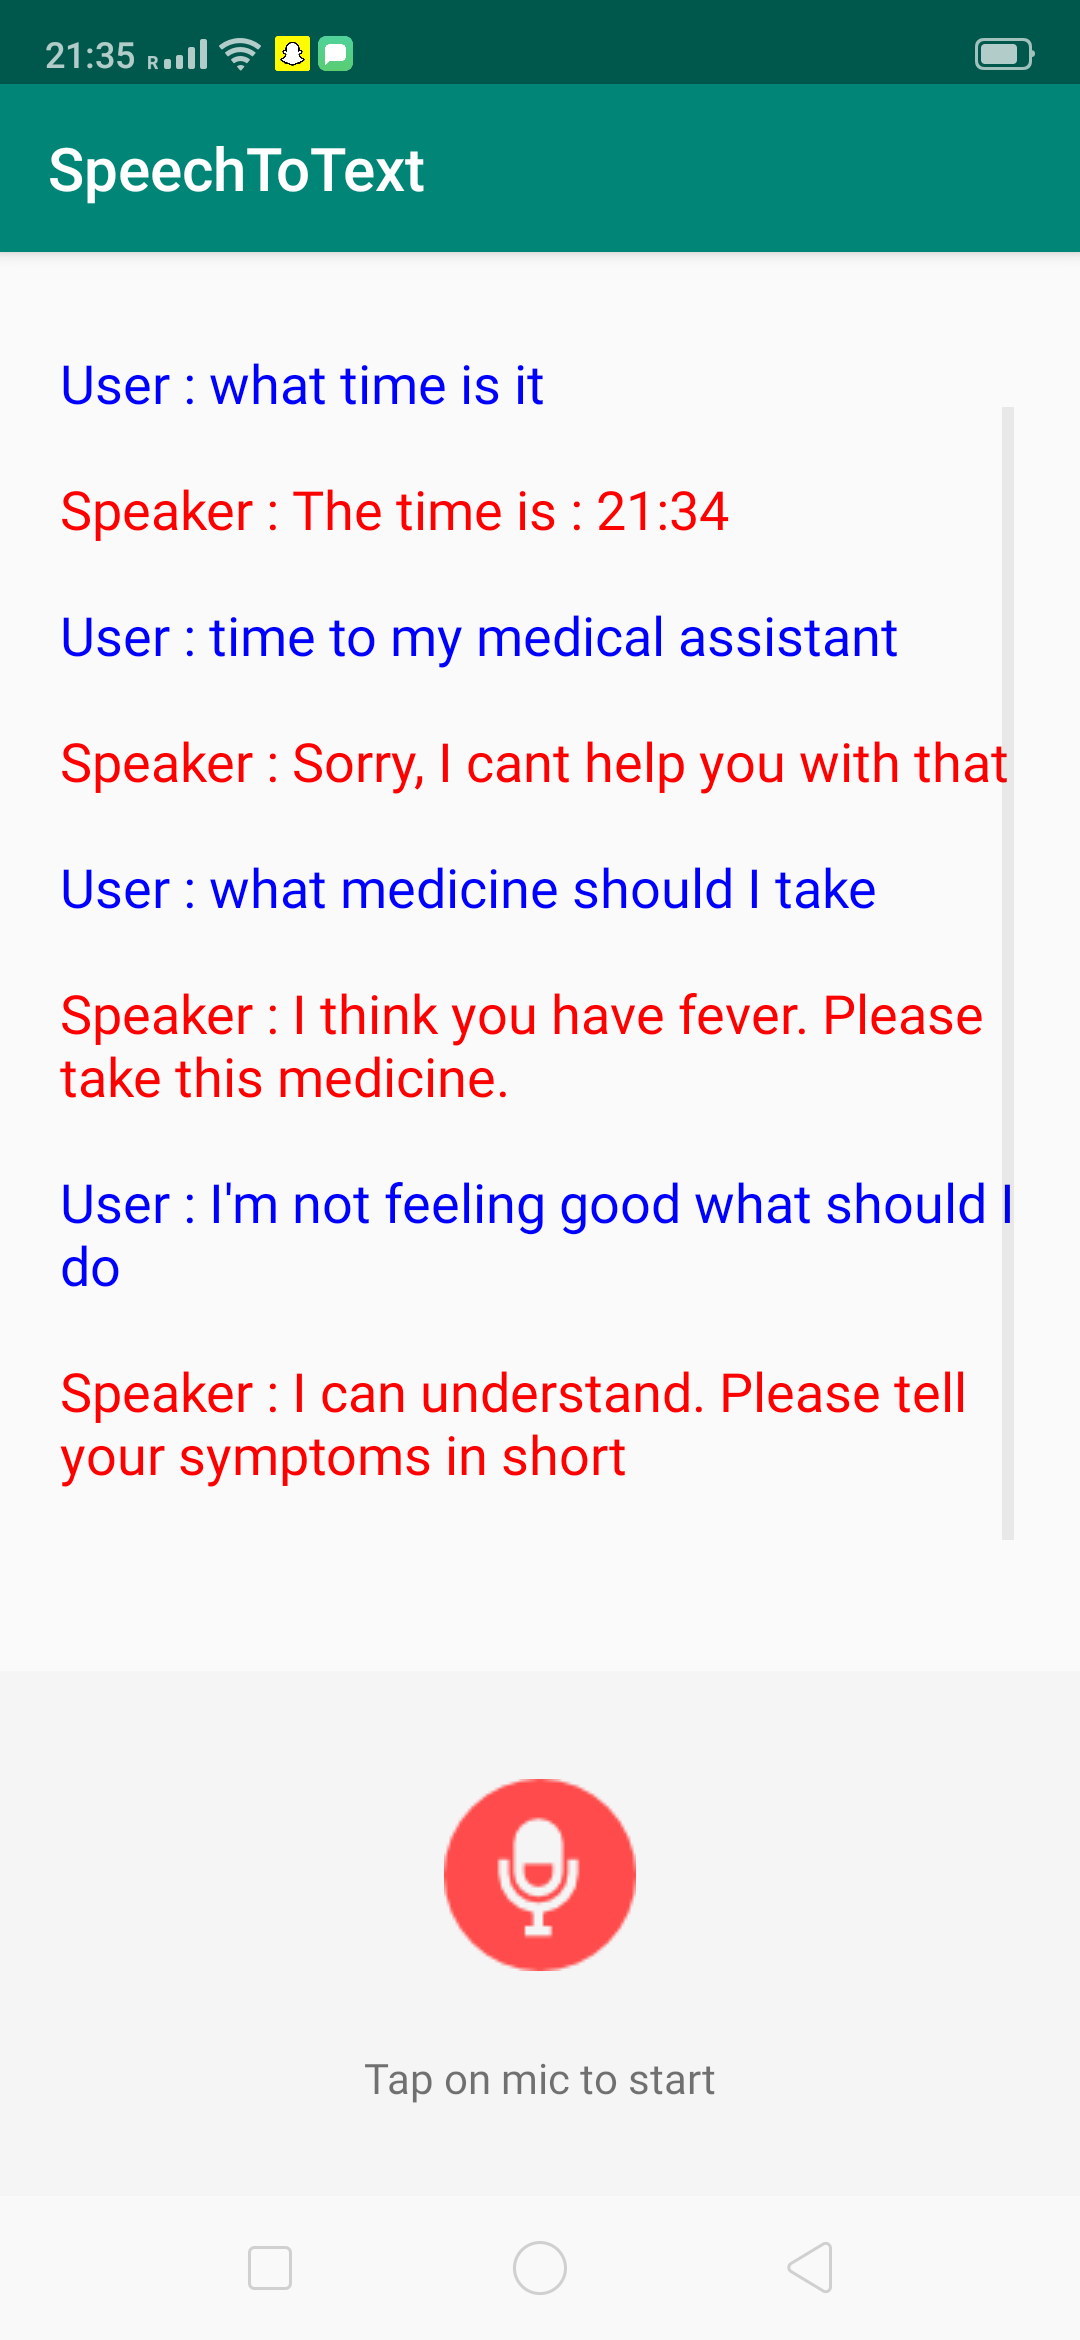 21:35 R
SpeechToText
User : what time is it
Speaker : The time is : 21:34
User : time to my medical assistant
Speaker : Sorry, I cant help you with that
User : what medicine should I take
Speaker : I think you have fever. Please
take this medicine.
User : I'm not feeling good what should I
do
Speaker : I can understand. Please tell
your symptoms in short
Tap on mic to start